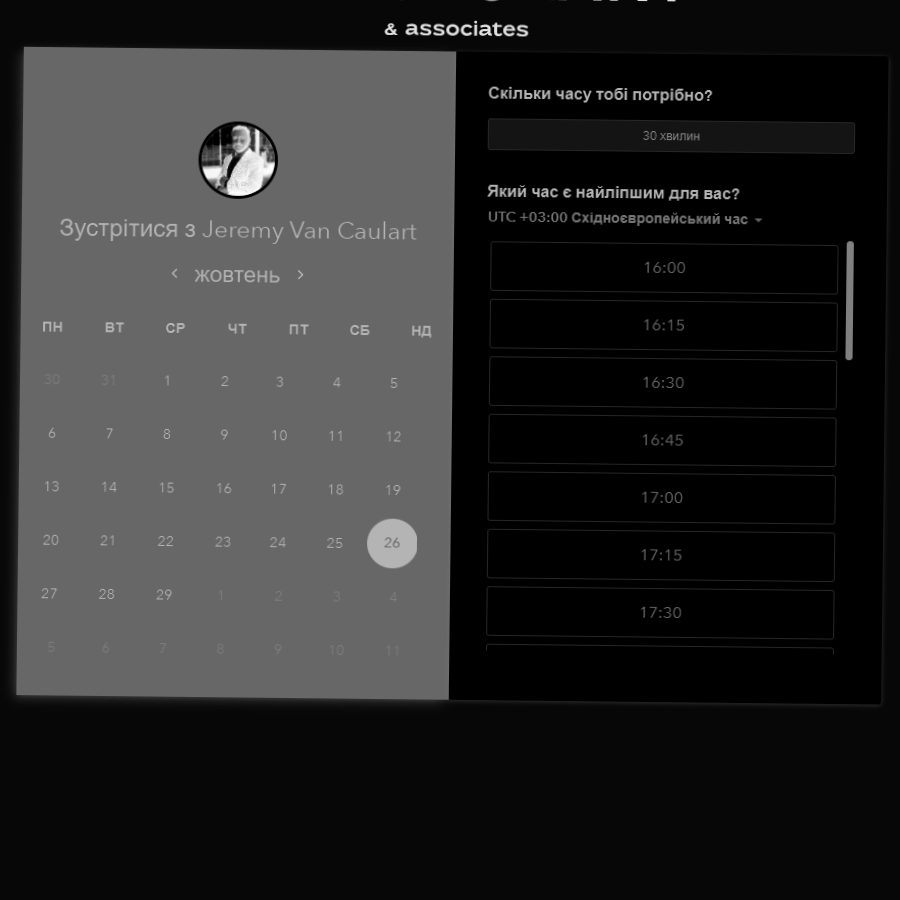 & associates
Зустрітися з Jeremy Van Caulart
‹ жовтень ›
ПН ВТ СР ЧТ ПТ СБ НД
30 31 1 2 3 4 5
6 7 8 9 10 11 12
13 14 15 16 17 18 19
20 21 22 23 24 25 26
27 28 29 1 2 3 4
5 6 7 8 9 10 11
Скільки часу тобі потрібно?
30 хвилин
Який час є найліпшим для вас?
UTC +03:00 Східноєвропейський час
16:00
16:15
16:30
16:45
17:00
17:15
17:30